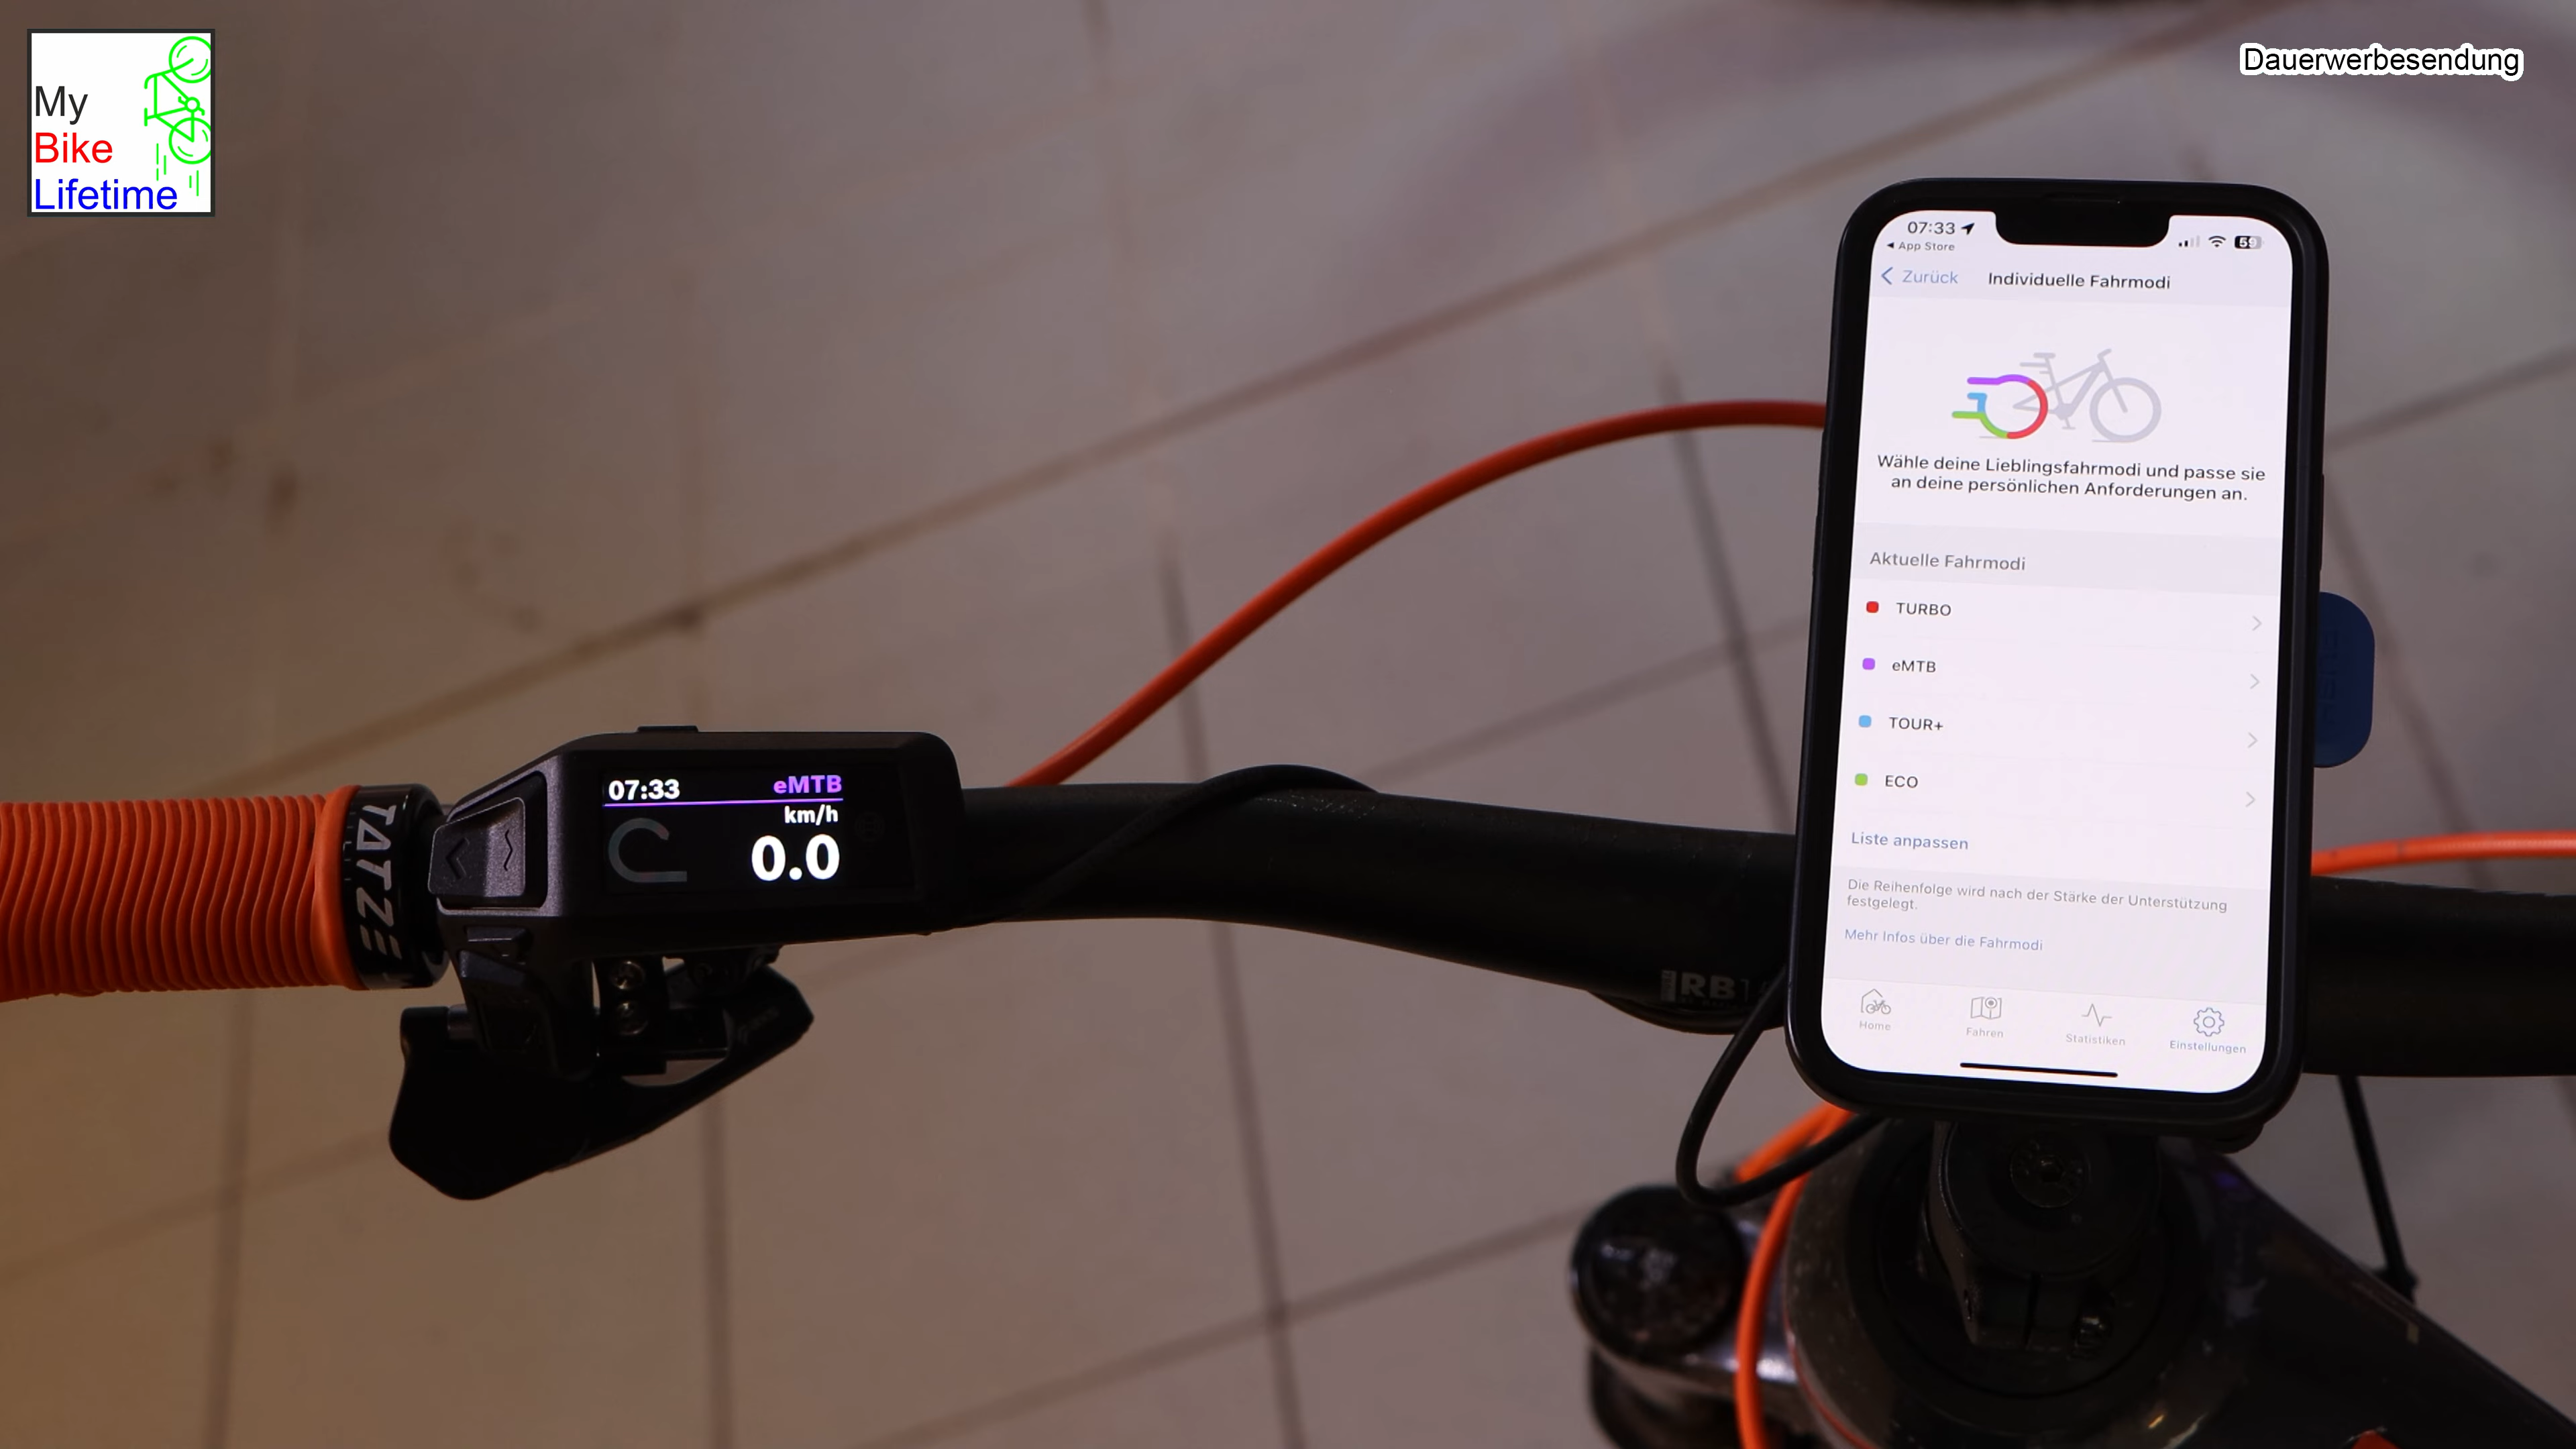 My
Bike
Lifetime
Dauerwerbesendung
07:33
App Store
59
Zurück
Individuelle Fahrmodi
Wähle deine Lieblingsfahrmodi und passe sie
an deine persönlichen Anforderungen an.
Aktuelle Fahrmodi
TURBO
eMTB
TOUR+
ECO
Liste anpassen
Die Reihenfolge wird nach der Stärke der Unterstützung
festgelegt.
Mehr Infos über die Fahrmodi
Home
Fahren
Statistiken
Einstellungen
07:33
eMTB
km/h
0.0
TATZE